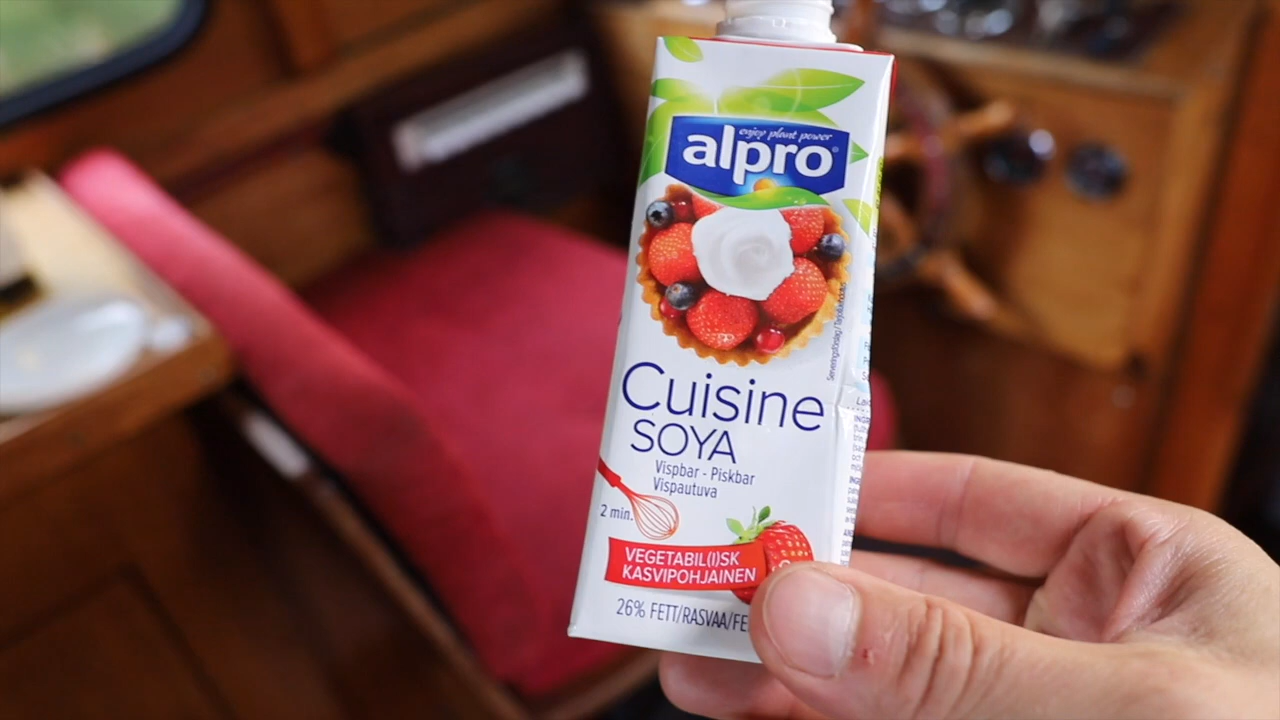 enjoy plant power
alpro
Cuisine
SOYA
Vispbar - Piskbar
Vispautuva
2 min.
VEGETABIL(I)SK
KASVIPOHJAINEN
26% FETT/RASVAA/FE